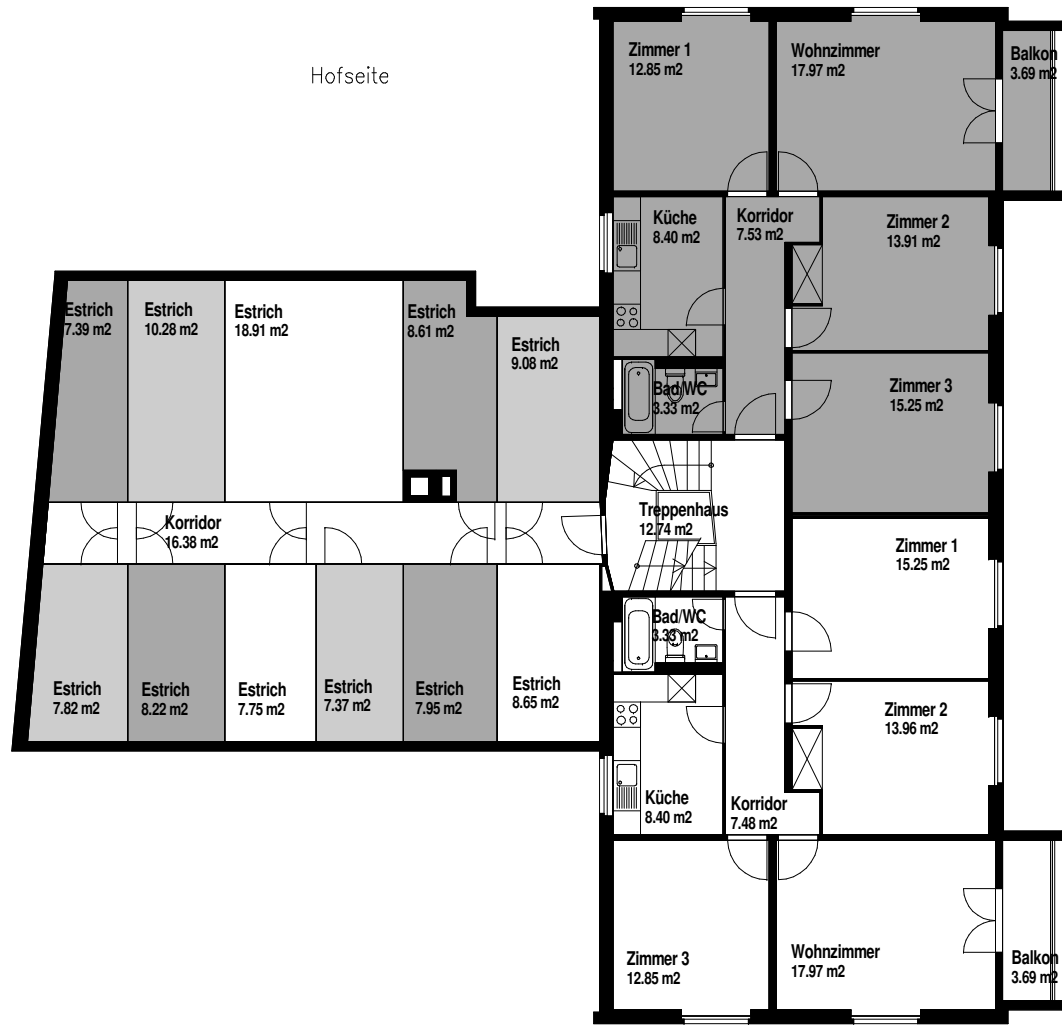 Hofseite
Zimmer 1
12.85 m2
Wohnzimmer
17.97 m2
Balkon
3.69 m2
Küche
8.40 m2
Korridor
7.53 m2
Zimmer 2
13.91 m2
Bad/WC
3.33 m2
Zimmer 3
15.25 m2
Estrich
7.39 m2
Estrich
10.28 m2
Estrich
18.91 m2
Estrich
8.61 m2
Estrich
9.08 m2
Korridor
16.38 m2
Treppenhaus
12.74 m2
Estrich
7.82 m2
Estrich
8.22 m2
Estrich
7.75 m2
Estrich
7.37 m2
Estrich
7.95 m2
Estrich
8.65 m2
Zimmer 1
15.25 m2
Bad/WC
3.33 m2
Zimmer 2
13.96 m2
Küche
8.40 m2
Korridor
7.48 m2
Zimmer 3
12.85 m2
Wohnzimmer
17.97 m2
Balkon
3.69 m2